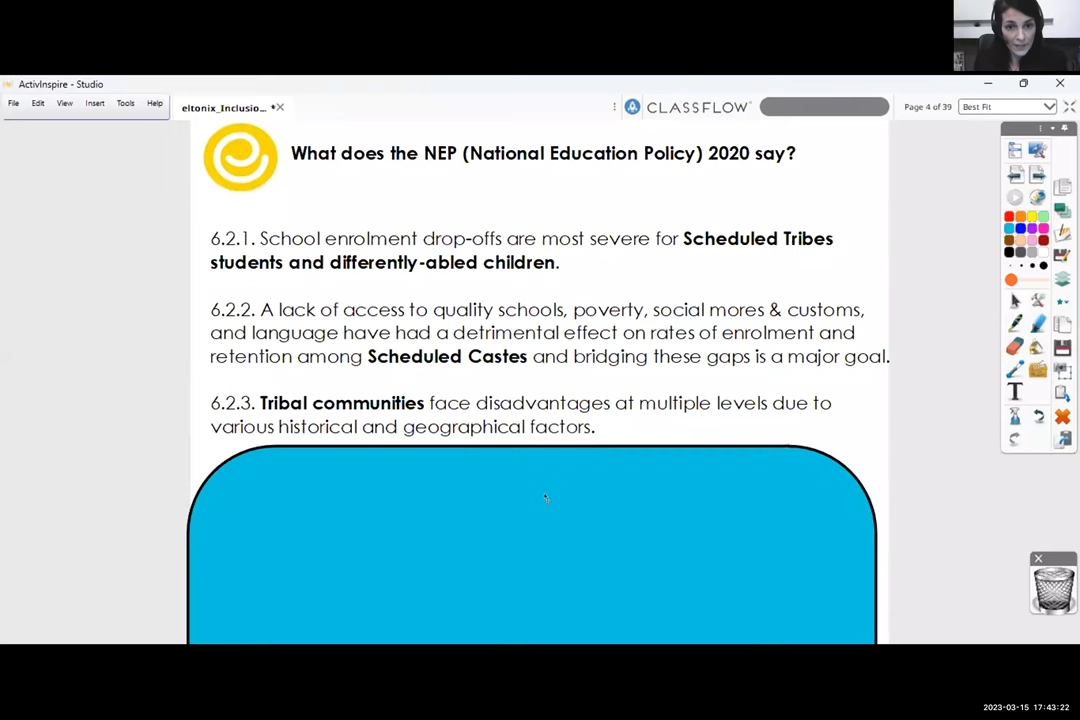 ActivInspire - Studio
File Edit View Insert Tools Help
eltonix_Inclusio... *
CLASSFLOW
Page 4 of 39
Best Fit
What does the NEP (National Education Policy) 2020 say?
6.2.1. School enrolment drop-offs are most severe for Scheduled Tribes
students and differently-abled children.
6.2.2. A lack of access to quality schools, poverty, social mores & customs,
and language have had a detrimental effect on rates of enrolment and
retention among Scheduled Castes and bridging these gaps is a major goal.
6.2.3. Tribal communities face disadvantages at multiple levels due to
various historical and geographical factors.
2023-03-15 17:43:22